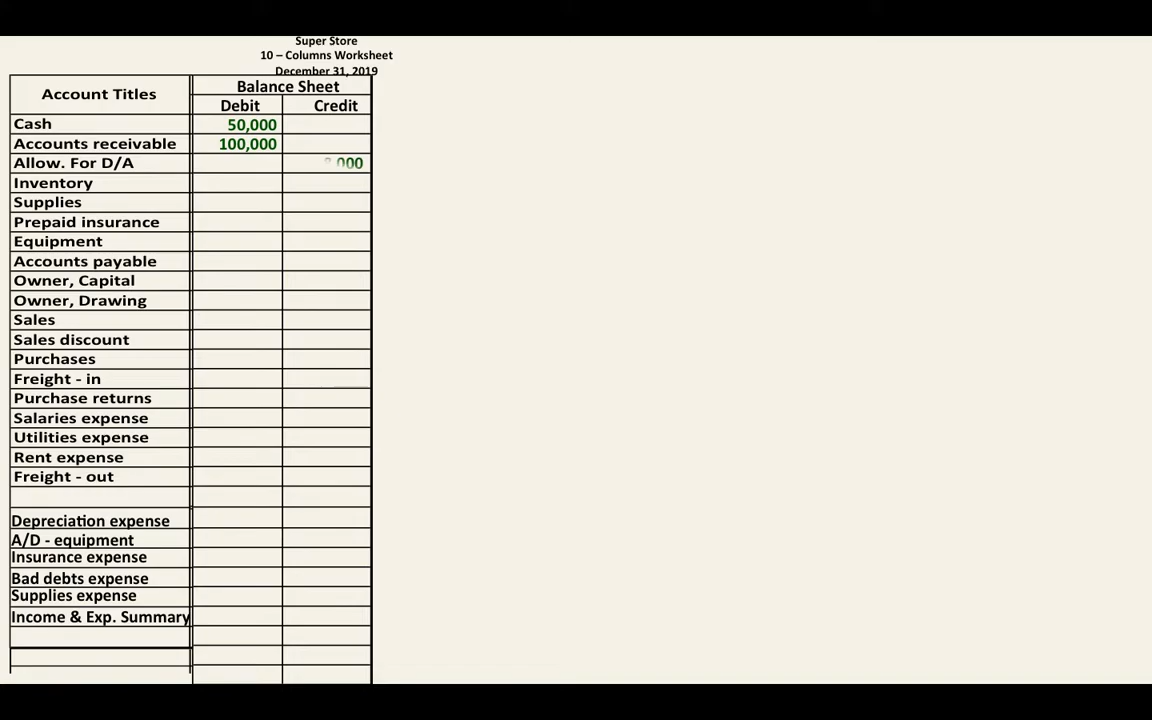 Super Store
10 – Columns Worksheet
December 31, 2019
Account Titles
Balance Sheet
Debit Credit
Cash 50,000
Accounts receivable 100,000
Allow. For D/A
Inventory
Supplies
Prepaid insurance
Equipment
Accounts payable
Owner, Capital
Owner, Drawing
Sales
Sales discount
Purchases
Freight - in
Purchase returns
Salaries expense
Utilities expense
Rent expense
Freight - out
Depreciation expense
A/D - equipment
Insurance expense
Bad debts expense
Supplies expense
Income & Exp. Summary